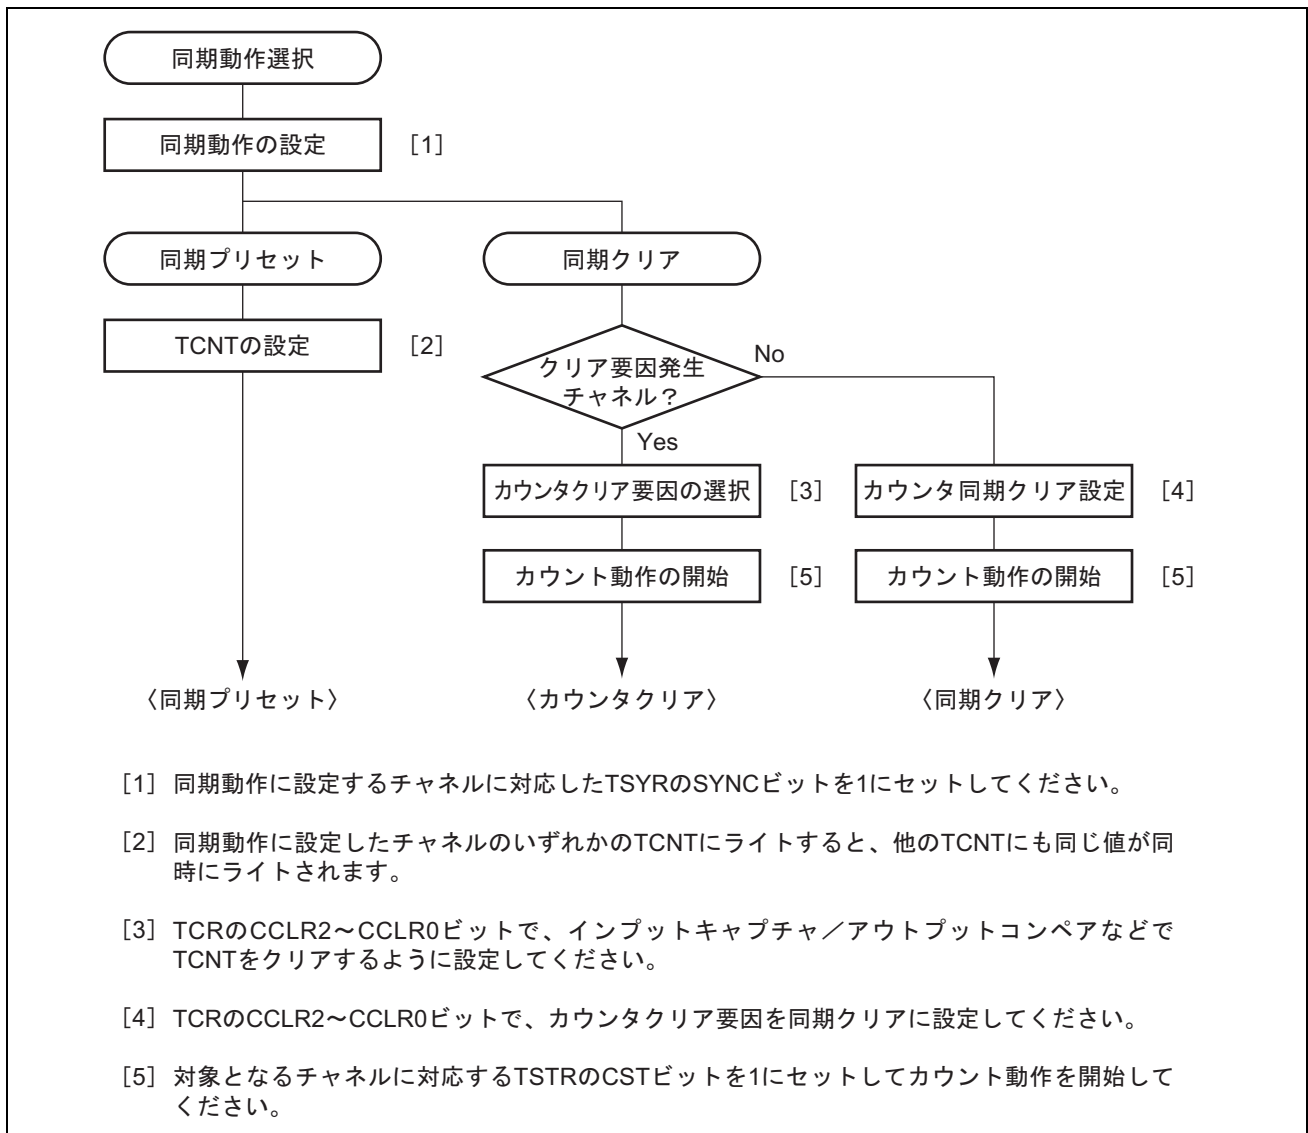 同期動作選択
同期動作の設定 [1]
同期プリセット
同期クリア
TCNTの設定 [2]
クリア要因発生
チャネル？
No
Yes
カウンタクリア要因の選択 [3]
カウンタ同期クリア設定 [4]
カウント動作の開始 [5]
カウント動作の開始 [5]
〈同期プリセット〉
〈カウンタクリア〉
〈同期クリア〉
[1] 同期動作に設定するチャネルに対応したTSYRのSYNCビットを1にセットしてください。
[2] 同期動作に設定したチャネルのいずれかのTCNTにライトすると、他のTCNTにも同じ値が同
時にライトされます。
[3] TCRのCCLR2～CCLR0ビットで、インプットキャプチャ／アウトプットコンペアなどで
TCNTをクリアするように設定してください。
[4] TCRのCCLR2～CCLR0ビットで、カウンタクリア要因を同期クリアに設定してください。
[5] 対象となるチャネルに対応するTSTRのCSTビットを1にセットしてカウント動作を開始して
ください。